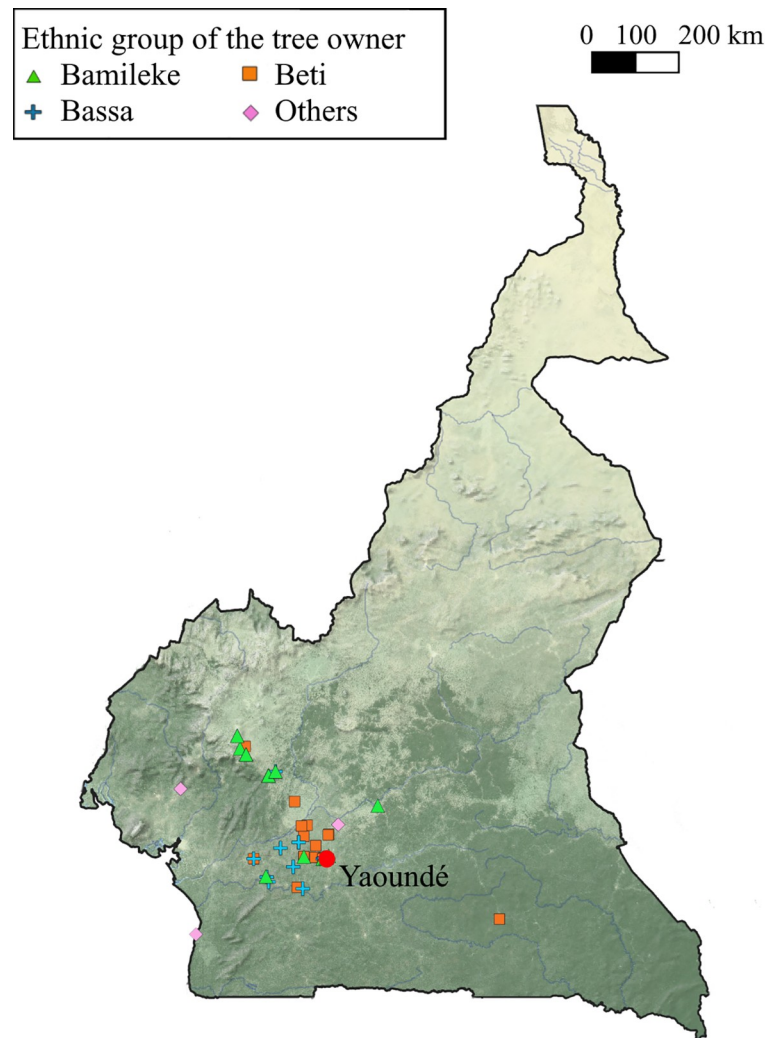 Ethnic group of the tree owner
Bamileke Beti
Bassa Others
0 100 200 km
Yaoundé